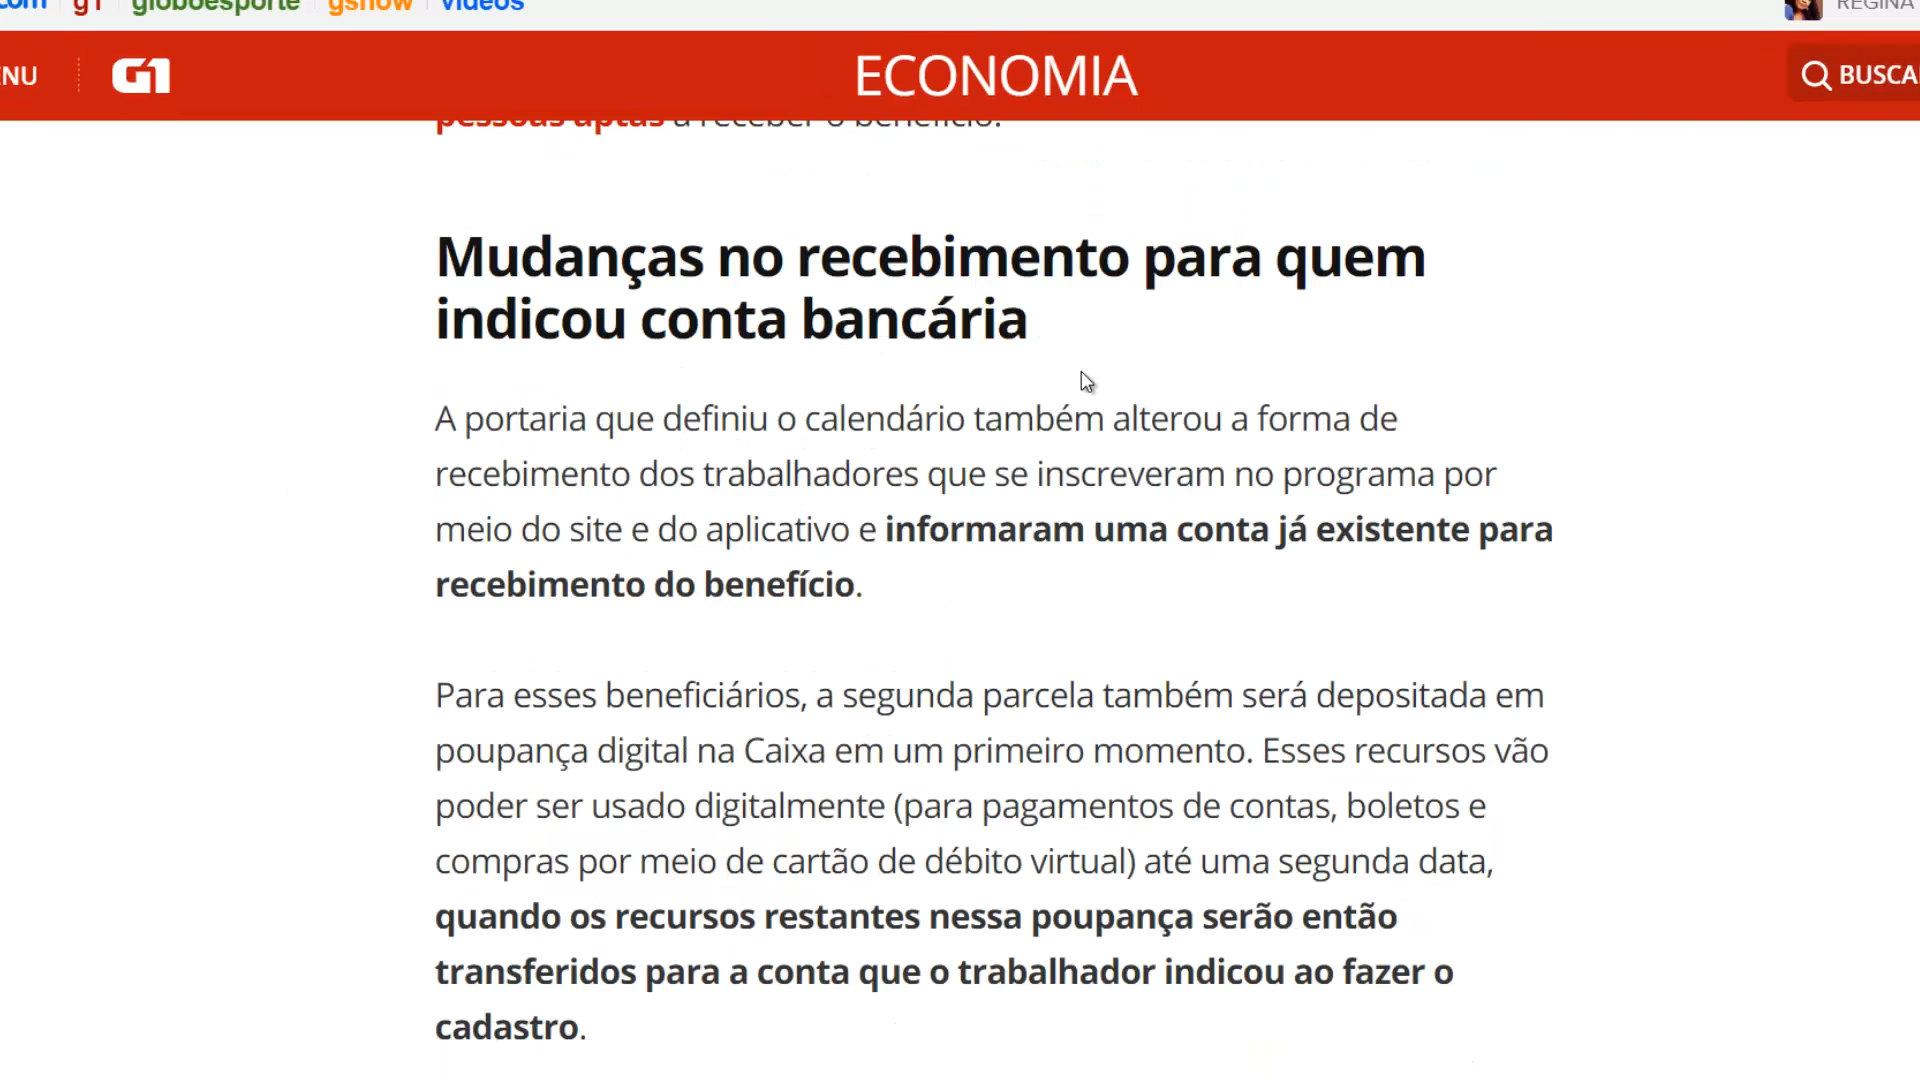 com g1 globoesporte gshow vídeos REGINA
ENU G1 ECONOMIA BUSCA
pessoas aptas a receber o benefício.
Mudanças no recebimento para quem
indicou conta bancária
A portaria que definiu o calendário também alterou a forma de
recebimento dos trabalhadores que se inscreveram no programa por
meio do site e do aplicativo e informaram uma conta já existente para
recebimento do benefício.
Para esses beneficiários, a segunda parcela também será depositada em
poupança digital na Caixa em um primeiro momento. Esses recursos vão
poder ser usado digitalmente (para pagamentos de contas, boletos e
compras por meio de cartão de débito virtual) até uma segunda data,
quando os recursos restantes nessa poupança serão então
transferidos para a conta que o trabalhador indicou ao fazer o
cadastro.